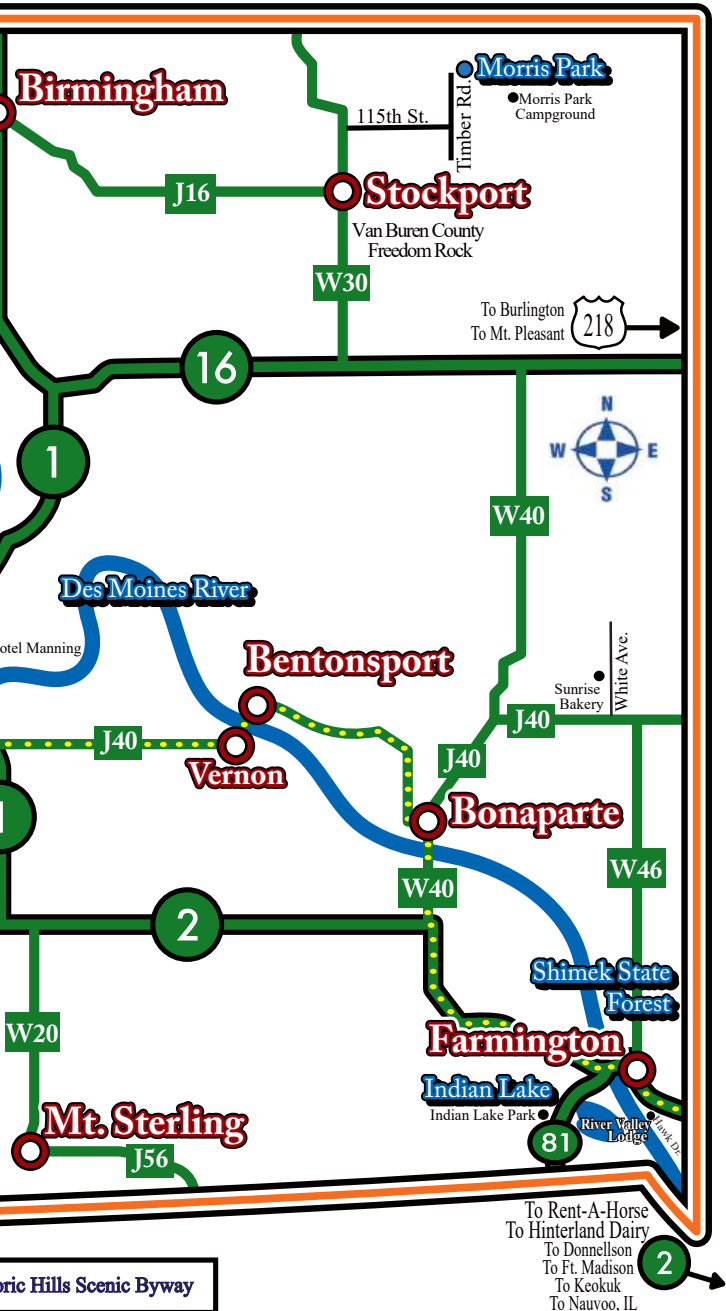 Birmingham
Morris Park
Morris Park
Campground
115th St.
Timber Rd.
J16
Stockport
Van Buren County
Freedom Rock
W30
To Burlington
To Mt. Pleasant
218
16
N
W
E
S
1
W40
Des Moines River
otel Manning
Bentonsport
Sunrise
Bakery
White Ave.
J40
J40
Vernon
J40
Bonaparte
1
W40
W46
2
Shimek State
Forest
W20
Farmington
Indian Lake
Indian Lake Park
Mt. Sterling
River Valley
Lodge
Hawk Dr.
81
J56
To Rent-A-Horse
To Hinterland Dairy
To Donnellson
To Ft. Madison
To Keokuk
To Nauvoo, IL
2
oric Hills Scenic Byway